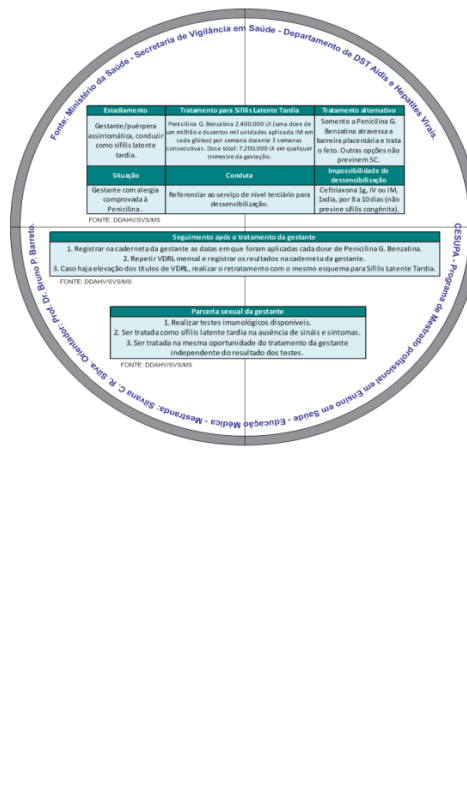 Fonte: Ministério da Saúde - Secretaria de Vigilância em Saúde - Departamento de DST Aidis e Hepatites Virais.
Estadiamento
Tratamento para Sífilis Latente Tardia
Tratamento alternativo
Gestante/puérpera
assintomática, conduzir
como sífilis latente
tardia.
Penicilina G. Benzatina 2.400.000 UI (uma dose de
um milhão e duzentos mil unidades aplicada IM em
cada glúteo) por semana durante 3 semanas
consecutivas. Dose total: 7.200.000 UI em qualquer
trimestre da gestação.
Somente a Penicilina G.
Benzatina atravessa a
barreira placentária e trata
o feto. Outras opções não
previnem SC.
Situação
Conduta
Impossibilidade de
dessensibilização
Gestante com alergia
comprovada à
Penicilina.
Referenciar ao serviço de nível terciário para
dessensibilização.
Ceftriaxona 1g, IV ou IM,
1xdia, por 8 a 10 dias (não
previne sífilis congênita).
FONTE: DDAHV/SVS/MS
Seguimento após o tratamento da gestante
1. Registrar na caderneta da gestante as datas em que foram aplicadas cada dose de Penicilina G. Benzatina.
2. Repetir VDRL mensal e registrar os reultados na caderneta da gestante.
3. Caso haja elevação dos títulos de VDRL, realizar o retratamento com o mesmo esquema para Sífilis Latente Tardia.
FONTE: DDAHV/SVS/MS
Parceria sexual da gestante
1. Realizar testes imunológicos disponíveis.
2. Ser tratada como sífilis latente tardia na ausência de sináis e sintomas.
3. Ser tratada na mesma oportunidade do tratamento da gestante
independente do resultado dos testes.
FONTE: DDAHV/SVS/MS
CESUPA - Programa de Mestrado profissional em Ensino em Saúde - Educação Médica - Mestranda: Silvana C. R. Silva. Orientador: Prof. Dr. Bruno P. Barreto.